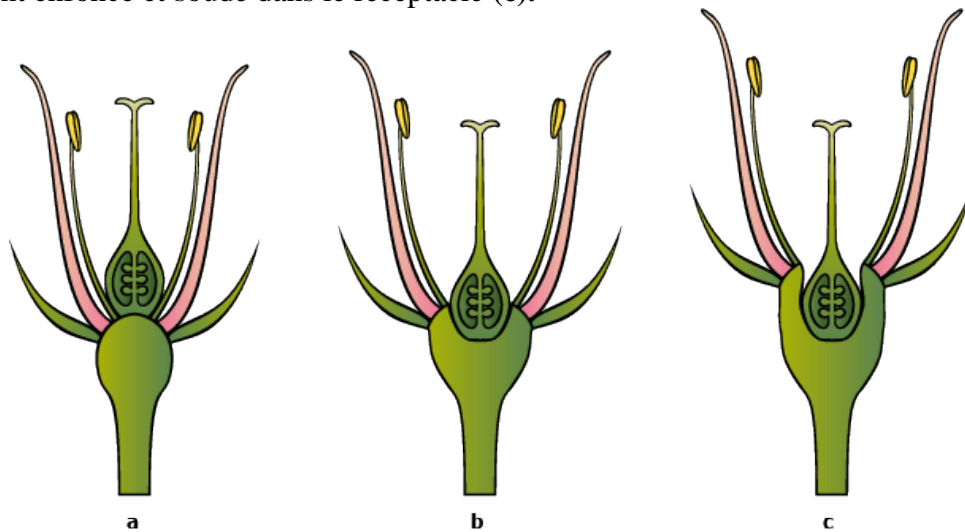 enfoncé et soudé dans le réceptacle (c).
a b c